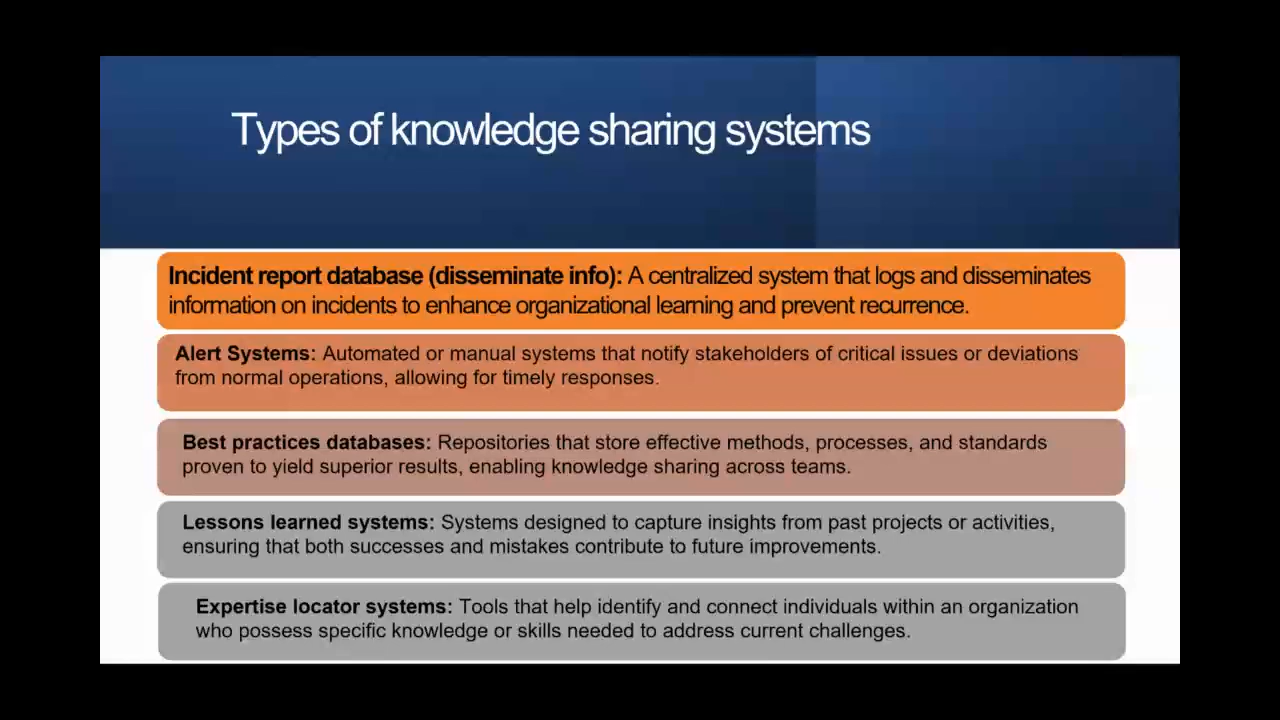 Types of knowledge sharing systems
Incident report database (disseminate info): A centralized system that logs and disseminates
information on incidents to enhance organizational learning and prevent recurrence.
Alert Systems: Automated or manual systems that notify stakeholders of critical issues or deviations
from normal operations, allowing for timely responses.
Best practices databases: Repositories that store effective methods, processes, and standards
proven to yield superior results, enabling knowledge sharing across teams.
Lessons learned systems: Systems designed to capture insights from past projects or activities,
ensuring that both successes and mistakes contribute to future improvements.
Expertise locator systems: Tools that help identify and connect individuals within an organization
who possess specific knowledge or skills needed to address current challenges.